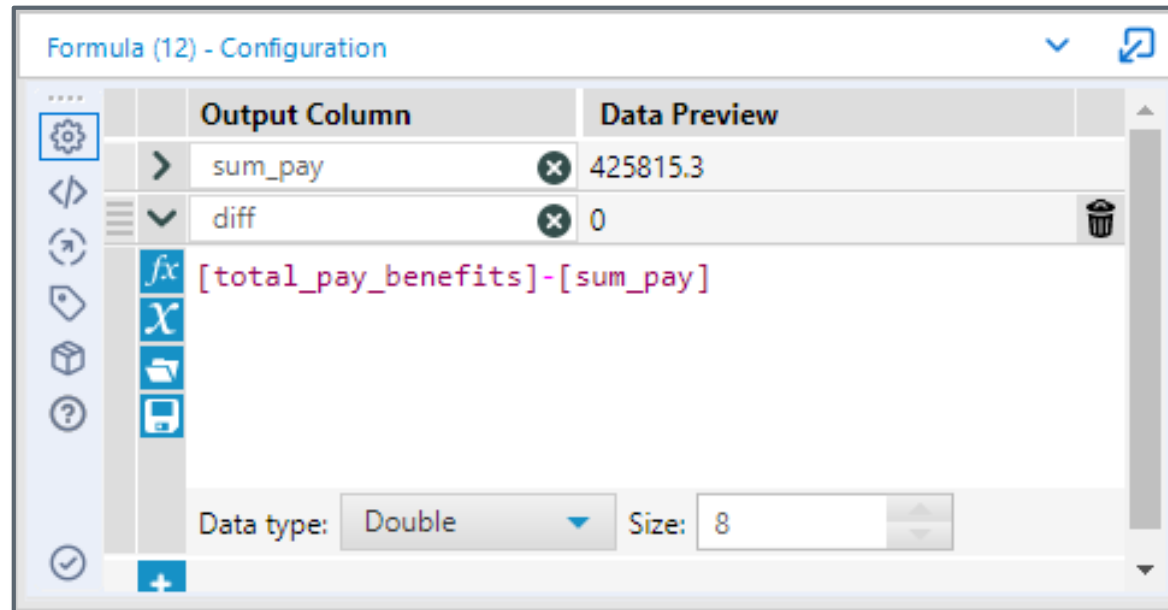 Formula (12) - Configuration
Output Column Data Preview
sum_pay 425815.3
diff 0
fx [total_pay_benefits]-[sum_pay]
X
Data type: Double Size: 8